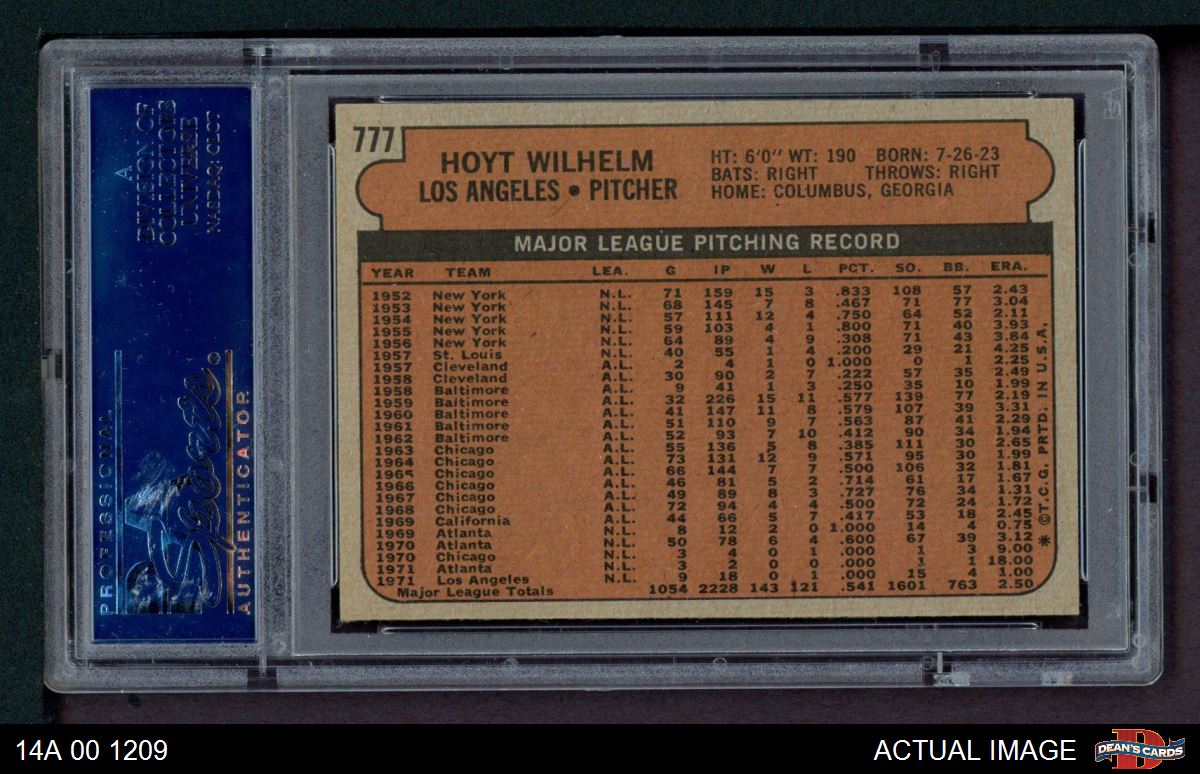 777
HOYT WILHELM
LOS ANGELES • PITCHER
HT: 6'0" WT: 190 BORN: 7-26-23
BATS: RIGHT THROWS: RIGHT
HOME: COLUMBUS, GEORGIA
MAJOR LEAGUE PITCHING RECORD
YEAR TEAM LEA. G IP W L PCT. SO. BB. ERA.
1952 New York N.L. 71 159 15 3 .833 108 57 2.43
1953 New York N.L. 68 145 7 8 .467 71 77 3.04
1954 New York N.L. 57 111 12 4 .750 64 52 2.11
1955 New York N.L. 59 103 4 1 .800 71 40 3.93
1956 New York N.L. 64 89 4 9 .308 71 43 3.84
1957 St. Louis N.L. 40 55 1 4 .200 29 21 4.25
1957 Cleveland A.L. 2 4 1 0 1.000 0 1 2.25
1958 Cleveland A.L. 30 90 2 7 .222 57 35 2.49
1958 Baltimore A.L. 9 41 1 3 .250 35 10 1.99
1959 Baltimore A.L. 32 226 15 11 .577 139 77 2.19
1960 Baltimore A.L. 41 147 11 8 .579 107 39 3.31
1961 Baltimore A.L. 51 110 9 7 .563 87 41 2.29
1962 Baltimore A.L. 52 93 7 10 .412 90 34 1.94
1963 Chicago A.L. 55 136 5 8 .385 111 30 2.65
1964 Chicago A.L. 73 131 12 9 .571 95 30 1.99
1965 Chicago A.L. 66 144 7 7 .500 106 32 1.81
1966 Chicago A.L. 46 81 5 2 .714 61 17 1.67
1967 Chicago A.L. 49 89 8 3 .727 76 34 1.31
1968 Chicago A.L. 72 94 4 4 .500 72 24 1.72
1969 California A.L. 44 66 5 7 .417 53 18 2.45
1969 Atlanta N.L. 8 12 2 0 1.000 14 4 0.75
1970 Atlanta N.L. 50 78 6 4 .600 67 39 3.12
1970 Chicago N.L. 3 4 0 1 .000 1 3 9.00
1971 Atlanta N.L. 3 2 0 0 .000 1 1 18.00
1971 Los Angeles N.L. 9 18 0 1 .000 15 4 1.00
Major League Totals 1054 2228 143 121 .541 1601 763 2.50
* ©T.C.G. PRTD. IN U.S.A.
A
DIVISION OF
COLLECTORS
UNIVERSE
NASDAQ: CLCT
PROFESSIONAL
Sports
AUTHENTICATOR
14A 00 1209
ACTUAL IMAGE
DEAN'S CARDS